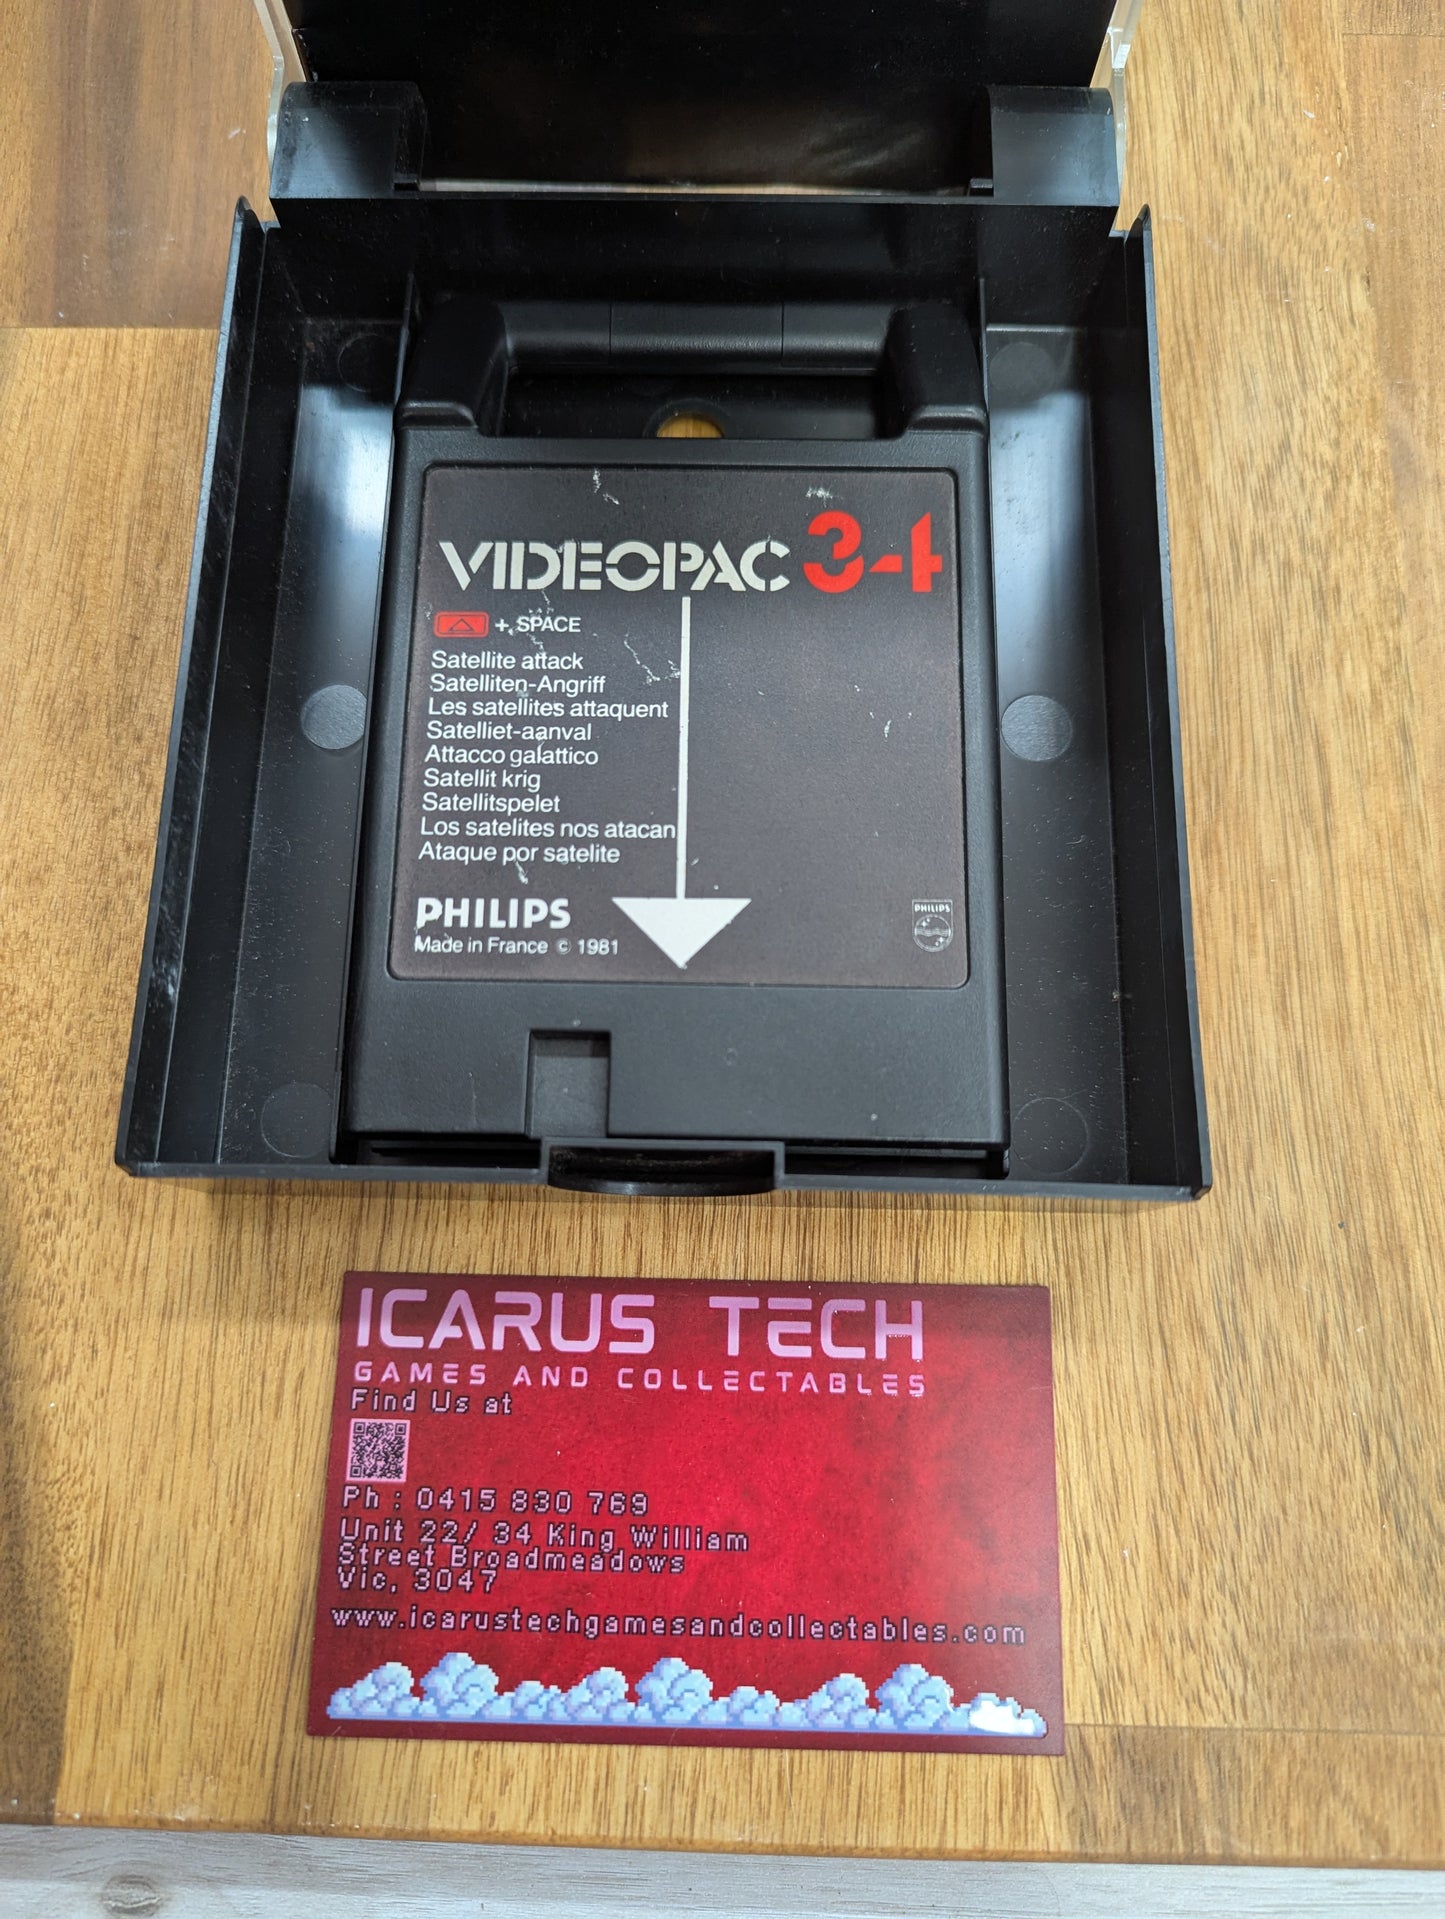 VIDEOPAC 34
+ SPACE
Satellite attack
Satelliten-Angriff
Les satellites attaquent
Satelliet-aanval
Attacco galattico
Satellit krig
Satellitspelet
Los satelites nos atacan
Ataque por satelite
PHILIPS
Made in France © 1981
PHILIPS
ICARUS TECH
GAMES AND COLLECTABLES
Find Us at
Ph : 0415 830 769
Unit 22/ 34 King William
Street Broadmeadows
Vic, 3047
www.icarustechgamesandcollectables.com